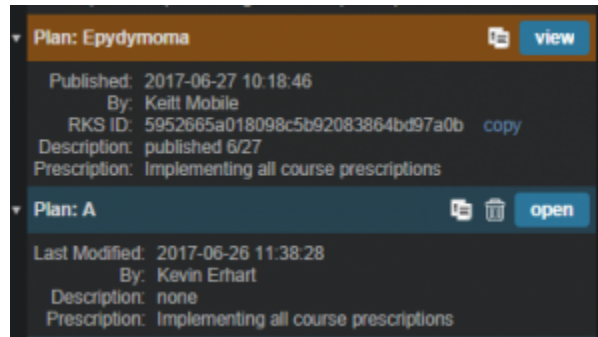 Plan: Epydymoma view
Published: 2017-06-27 10:18:46
By: Keitt Mobile
RKS ID: 5952665a018098c5b92083864bd97a0b copy
Description: published 6/27
Prescription: Implementing all course prescriptions
Plan: A open
Last Modified: 2017-06-26 11:38:28
By: Kevin Erhart
Description: none
Prescription: Implementing all course prescriptions